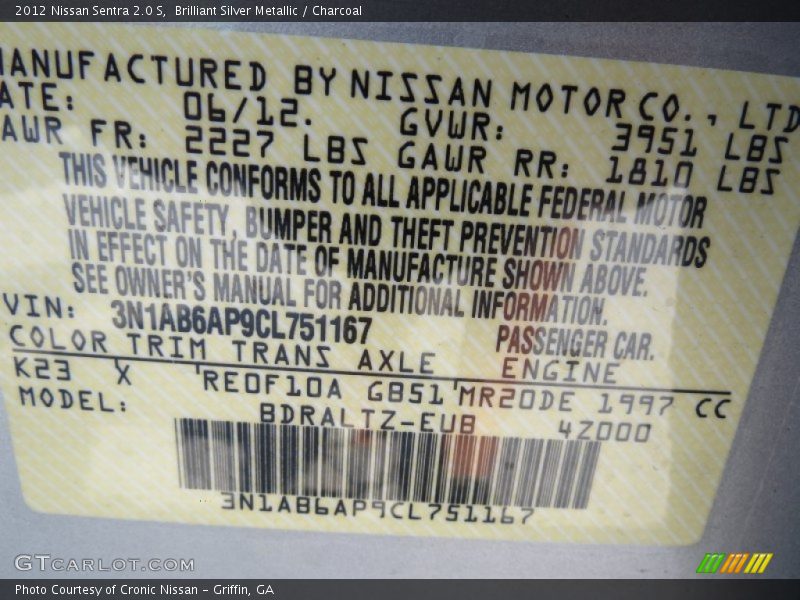 2012 Nissan Sentra 2.0 S,  Brilliant Silver Metallic / Charcoal
MANUFACTURED BY NISSAN MOTOR CO., LTD
ATE: 06/12. GVWR: 3951 LBS
AWR FR: 2227 LBS GAWR RR: 1810 LBS
THIS VEHICLE CONFORMS TO ALL APPLICABLE FEDERAL MOTOR
VEHICLE SAFETY, BUMPER AND THEFT PREVENTION STANDARDS
IN EFFECT ON THE DATE OF MANUFACTURE SHOWN ABOVE.
SEE OWNER'S MANUAL FOR ADDITIONAL INFORMATION.
VIN: 3N1AB6AP9CL751167 PASSENGER CAR.
COLOR TRIM TRANS AXLE ENGINE
K23 X RE0F10A GB51 MR20DE 1997 CC
MODEL: BDRALTZ-EUB 4Z000
3N1AB6AP9CL751167
GTCARLOT.COM
Photo Courtesy of Cronic Nissan – Griffin, GA